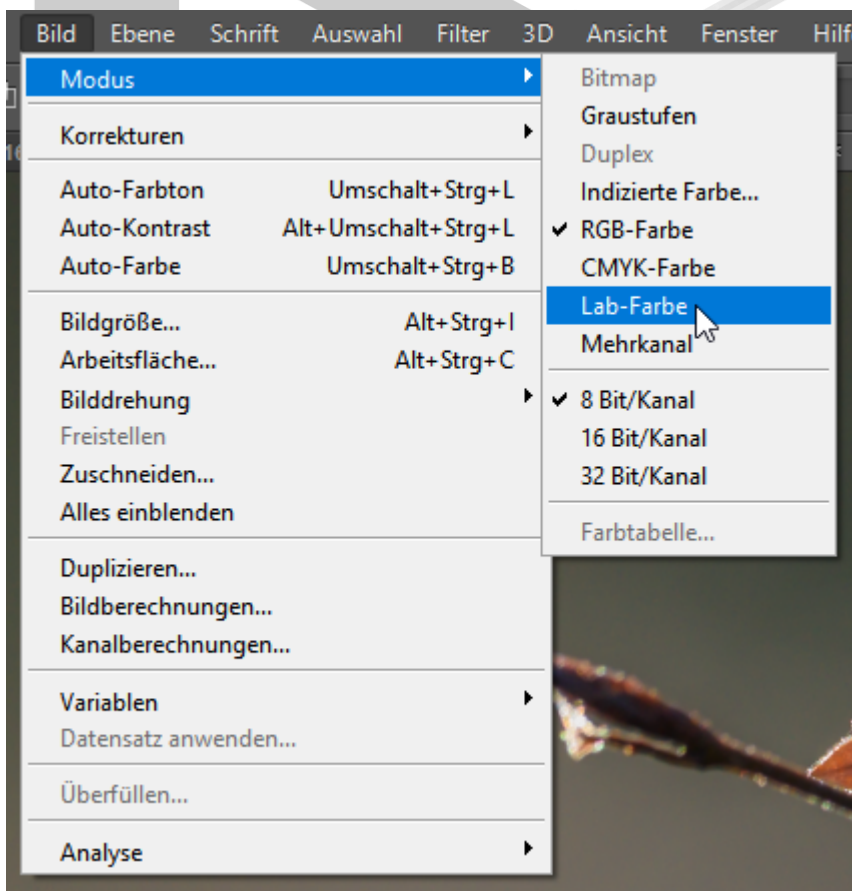 Bild Ebene Schrift Auswahl Filter 3D Ansicht Fenster
Modus
Korrekturen
Auto-Farbton Umschalt+Strg+L
Auto-Kontrast Alt+Umschalt+Strg+L
Auto-Farbe Umschalt+Strg+B
Bildgröße... Alt+Strg+I
Arbeitsfläche... Alt+Strg+C
Bilddrehung
Freistellen
Zuschneiden...
Alles einblenden
Duplizieren...
Bildberechnungen...
Kanalberechnungen...
Variablen
Datensatz anwenden...
Überfüllen...
Analyse
Bitmap
Graustufen
Duplex
Indizierte Farbe...
RGB-Farbe
CMYK-Farbe
Lab-Farbe
Mehrkanal
8 Bit/Kanal
16 Bit/Kanal
32 Bit/Kanal
Farbtabelle...